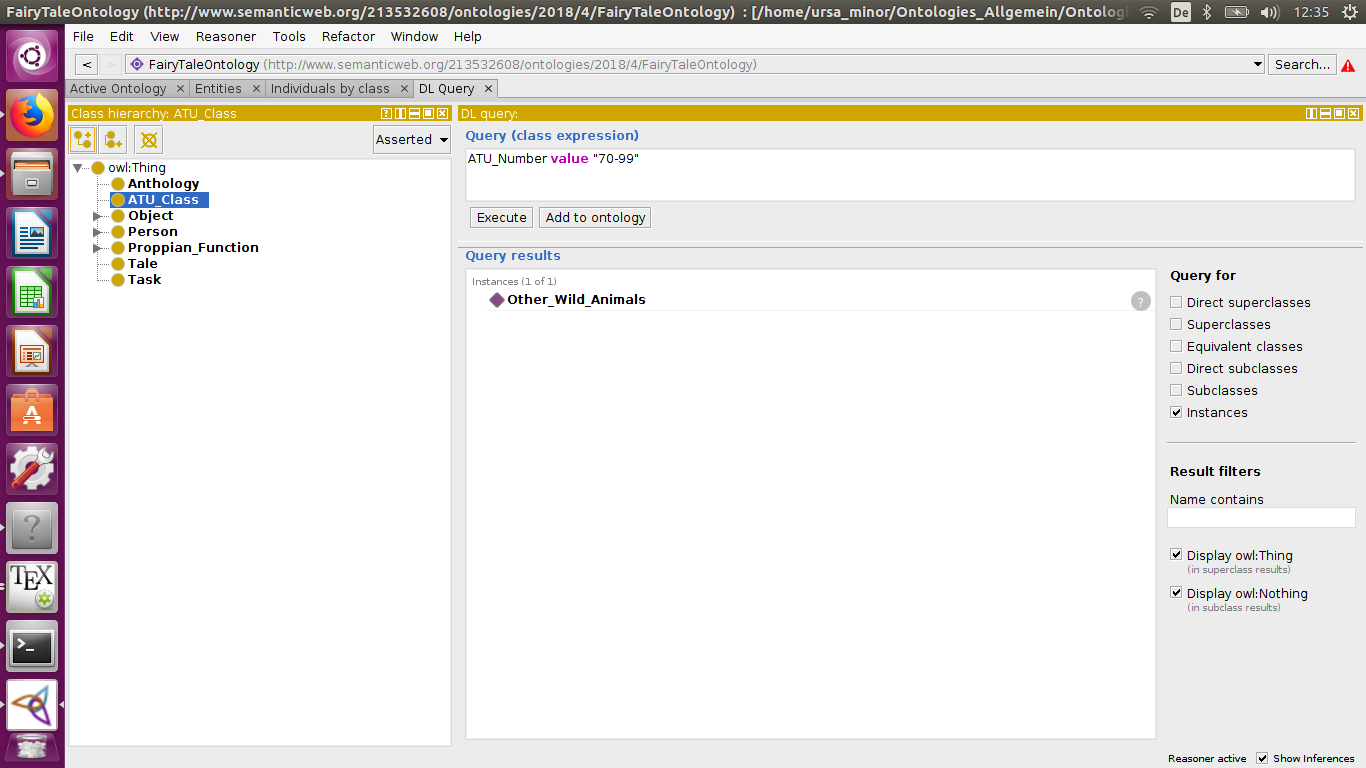 FairyTaleOntology (http://www.semanticweb.org/213532608/ontologies/2018/4/FairyTaleOntology) : [/home/ursa_minor/Ontologies_Allgemein/Ontologi
De
12:35
File Edit View Reasoner Tools Refactor Window Help
< > FairyTaleOntology (http://www.semanticweb.org/213532608/ontologies/2018/4/FairyTaleOntology) Search...
Active Ontology × Entities × Individuals by class × DL Query ×
Class hierarchy: ATU_Class
Asserted
owl:Thing
Anthology
ATU_Class
Object
Person
Proppian_Function
Tale
Task
DL query:
Query (class expression)
ATU_Number value "70-99"
Execute Add to ontology
Query results
Instances (1 of 1)
Other_Wild_Animals
?
Query for
Direct superclasses
Superclasses
Equivalent classes
Direct subclasses
Subclasses
Instances
Result filters
Name contains
Display owl:Thing
(in superclass results)
Display owl:Nothing
(in subclass results)
Reasoner active Show Inferences
A
?
TEX
>_